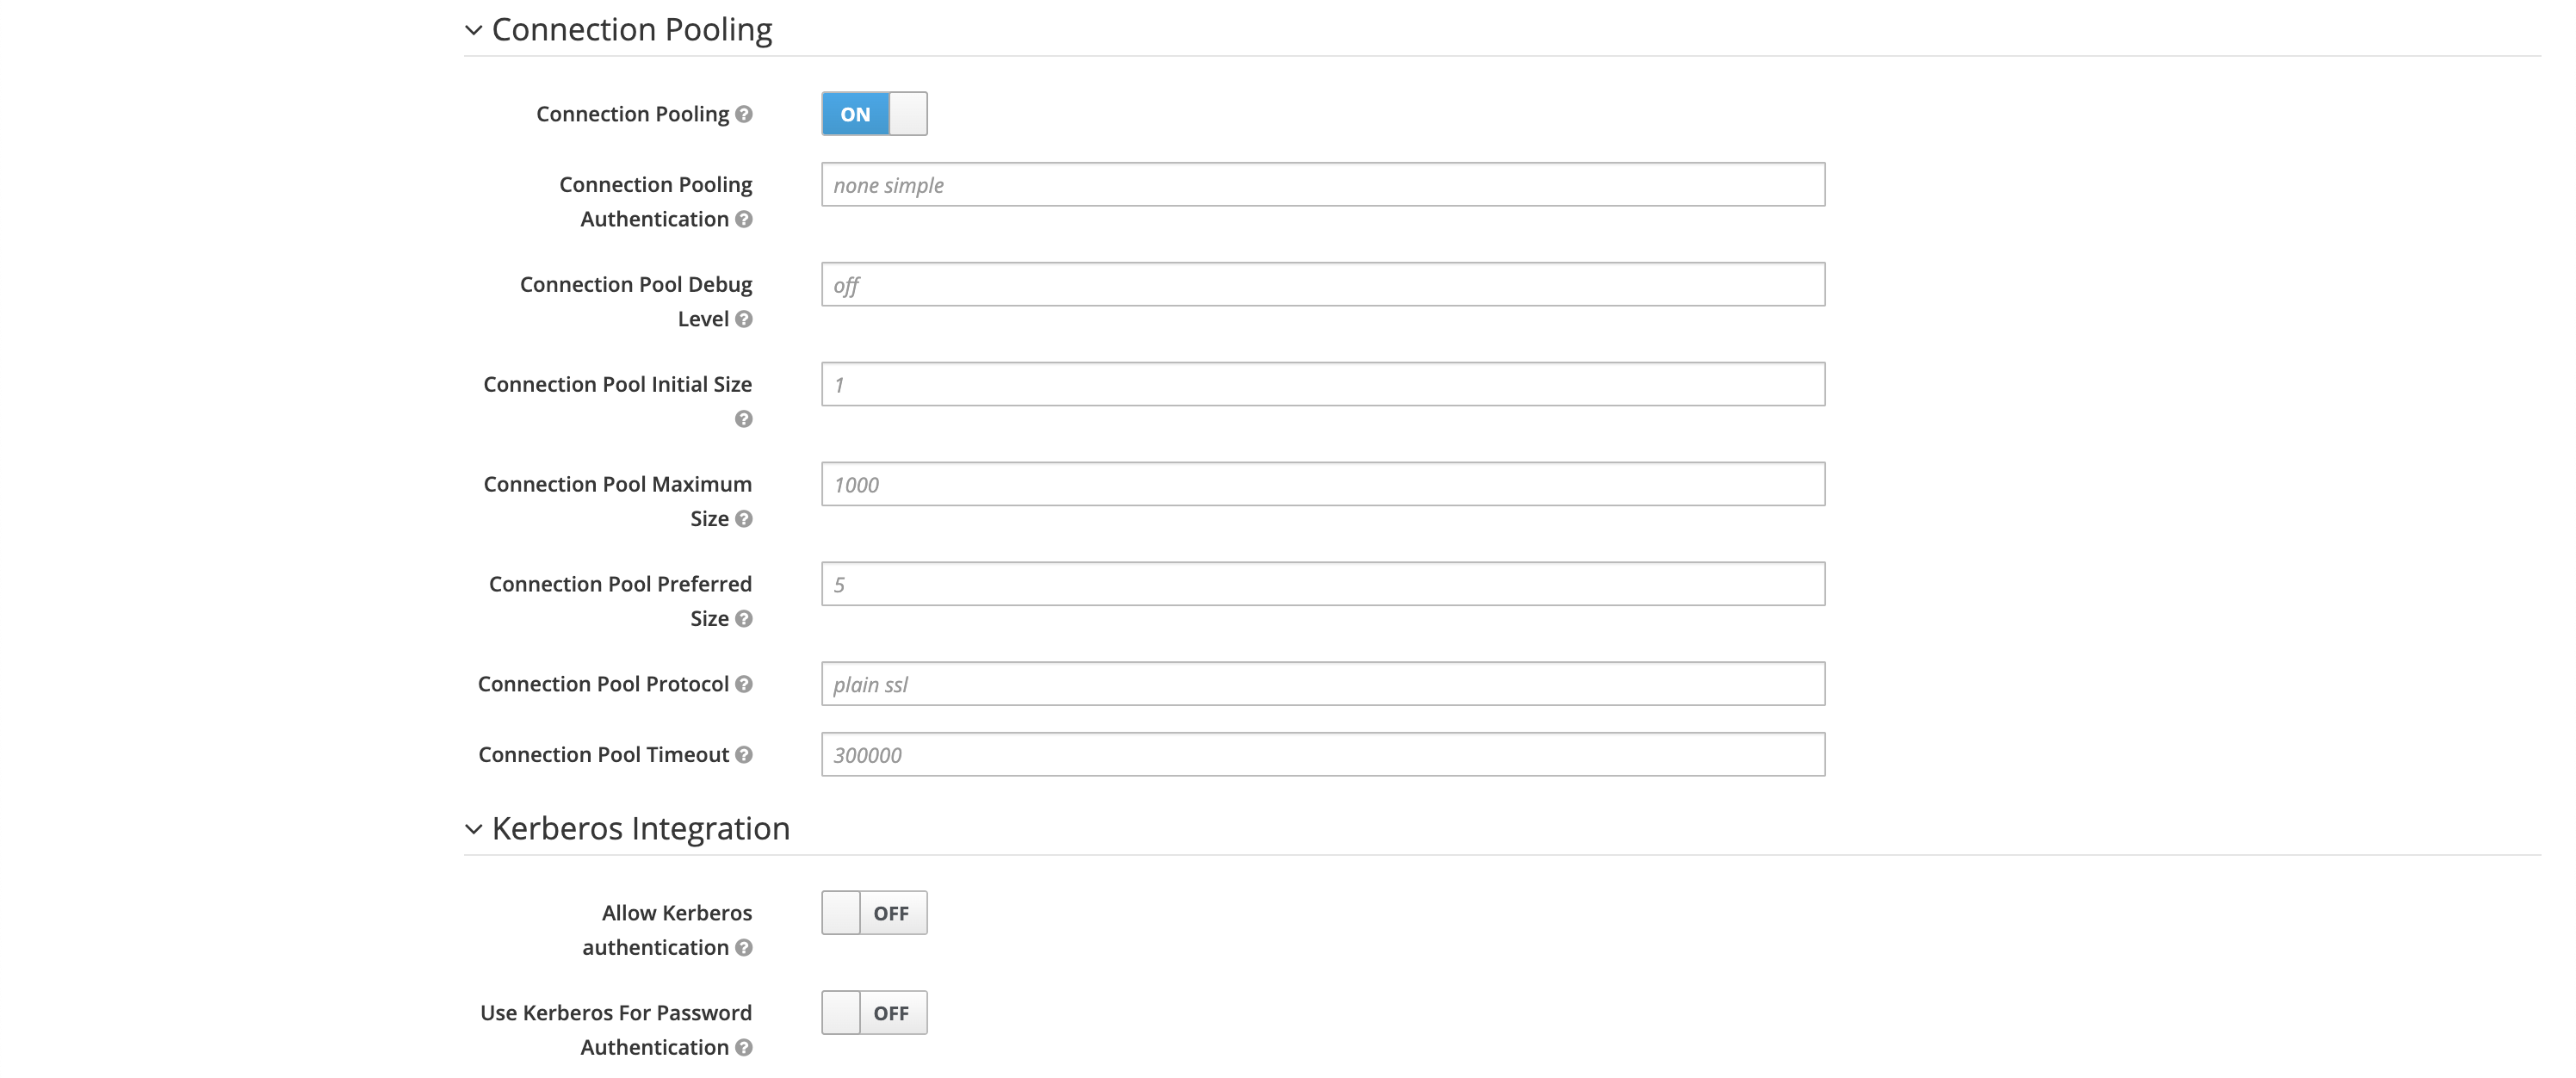 Connection Pooling
Connection Pooling ?
ON
Connection Pooling
Authentication ?
none simple
Connection Pool Debug
Level ?
off
Connection Pool Initial Size
?
1
Connection Pool Maximum
Size ?
1000
Connection Pool Preferred
Size ?
5
Connection Pool Protocol ?
plain ssl
Connection Pool Timeout ?
300000
Kerberos Integration
Allow Kerberos
authentication ?
OFF
Use Kerberos For Password
Authentication ?
OFF